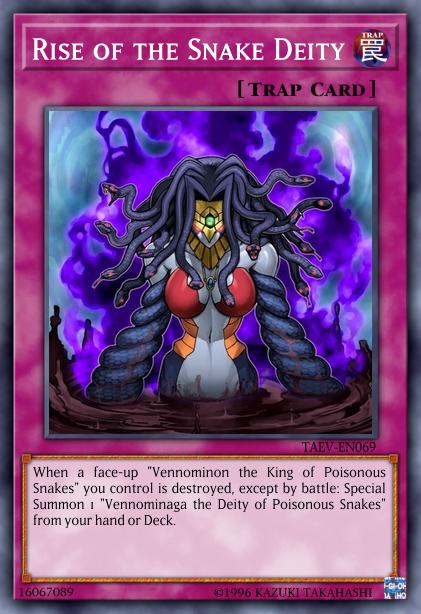 Rise of the Snake Deity
TRAP
罠
[Trap Card]
TAEV-EN069
When a face-up "Vennominon the King of Poisonous
Snakes" you control is destroyed, except by battle: Special
Summon 1 "Vennominaga the Deity of Poisonous Snakes"
from your hand or Deck.
16067089
©1996 KAZUKI TAKAHASHI